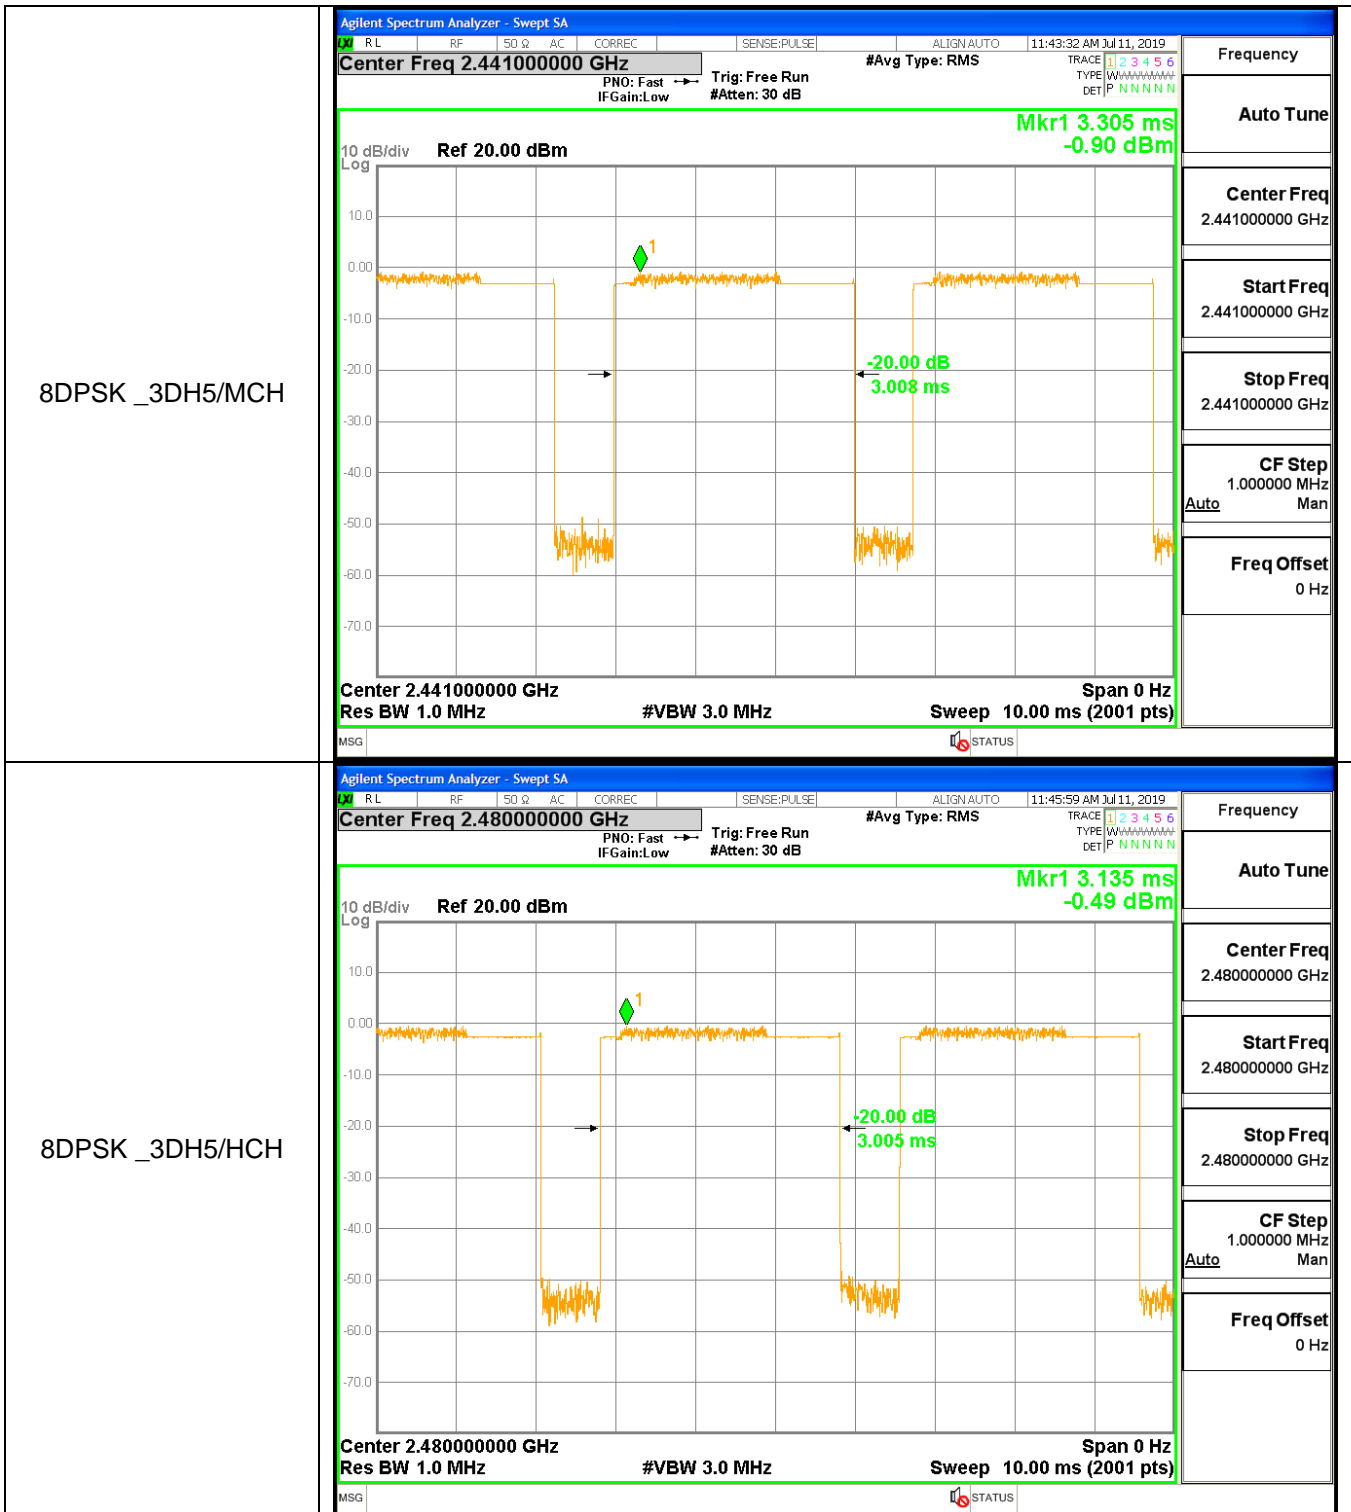 8DPSK _3DH5/MCH
Agilent Spectrum Analyzer - Swept SA
LXI RL RF 50 Ω AC CORREC SENSE:PULSE ALIGN AUTO 11:43:32 AM Jul 11, 2019
Center Freq 2.441000000 GHz
PNO: Fast
IFGain:Low
Trig: Free Run
#Atten: 30 dB
#Avg Type: RMS
TRACE 1 2 3 4 5 6
TYPE
DET P N N N N N
Mkr1 3.305 ms
-0.90 dBm
10 dB/div Ref 20.00 dBm
Log
10.0
0.00
-10.0
-20.0
-30.0
-40.0
-50.0
-60.0
-70.0
1
-20.00 dB
3.008 ms
Center 2.441000000 GHz Span 0 Hz
Res BW 1.0 MHz #VBW 3.0 MHz Sweep 10.00 ms (2001 pts)
MSG STATUS
Frequency
Auto Tune
Center Freq
2.441000000 GHz
Start Freq
2.441000000 GHz
Stop Freq
2.441000000 GHz
CF Step
1.000000 MHz
Auto Man
Freq Offset
0 Hz
8DPSK _3DH5/HCH
Agilent Spectrum Analyzer - Swept SA
LXI RL RF 50 Ω AC CORREC SENSE:PULSE ALIGN AUTO 11:45:59 AM Jul 11, 2019
Center Freq 2.480000000 GHz
PNO: Fast
IFGain:Low
Trig: Free Run
#Atten: 30 dB
#Avg Type: RMS
TRACE 1 2 3 4 5 6
TYPE
DET P N N N N N
Mkr1 3.135 ms
-0.49 dBm
10 dB/div Ref 20.00 dBm
Log
10.0
0.00
-10.0
-20.0
-30.0
-40.0
-50.0
-60.0
-70.0
1
-20.00 dB
3.005 ms
Center 2.480000000 GHz Span 0 Hz
Res BW 1.0 MHz #VBW 3.0 MHz Sweep 10.00 ms (2001 pts)
MSG STATUS
Frequency
Auto Tune
Center Freq
2.480000000 GHz
Start Freq
2.480000000 GHz
Stop Freq
2.480000000 GHz
CF Step
1.000000 MHz
Auto Man
Freq Offset
0 Hz